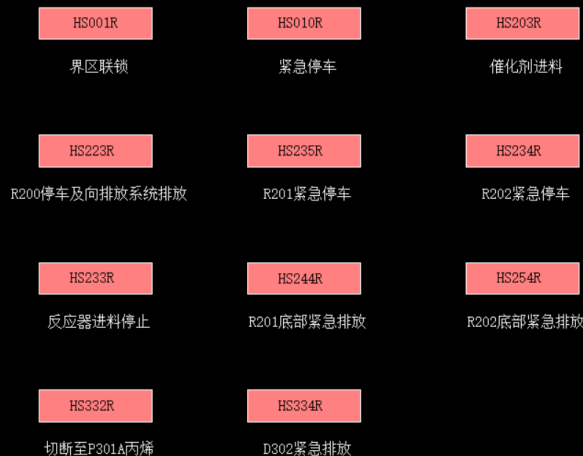 HS001R HS010R HS203R
界区联锁 紧急停车 催化剂进料
HS223R HS235R HS234R
R200停车及向排放系统排放 R201紧急停车 R202紧急停车
HS233R HS244R HS254R
反应器进料停止 R201底部紧急排放 R202底部紧急排放
HS332R HS334R
切断至P301A丙烯 D302紧急排放